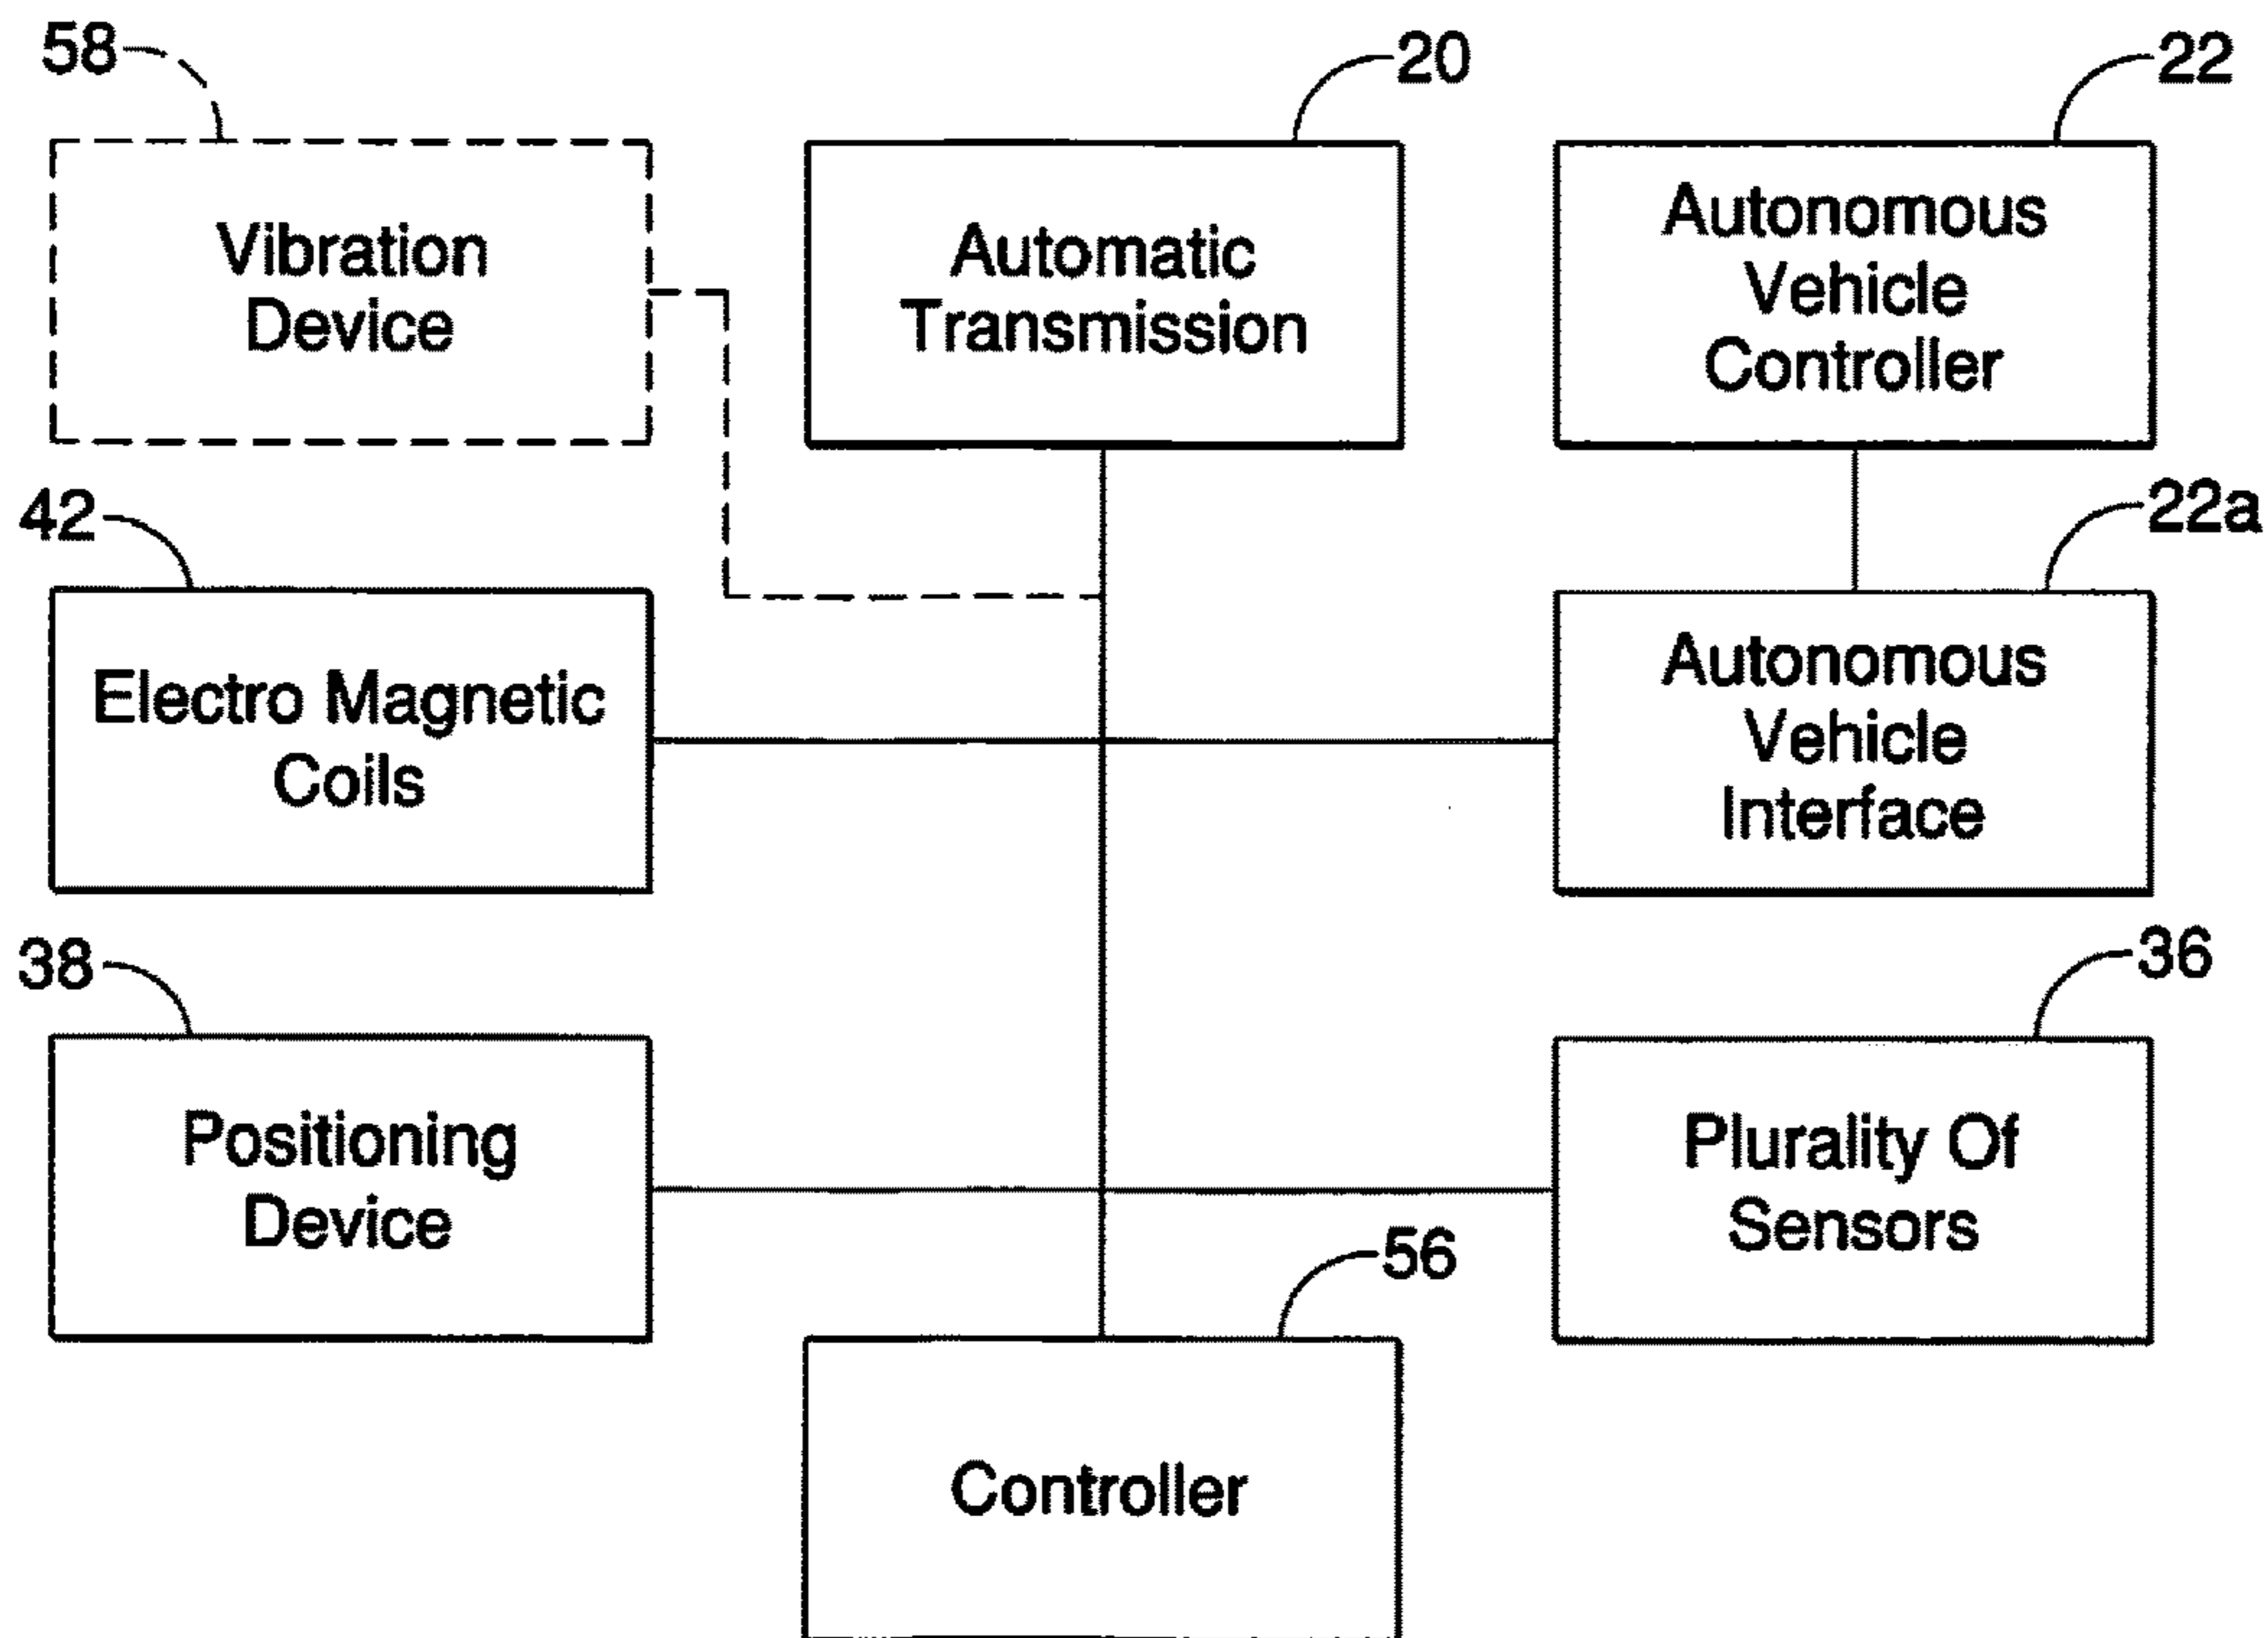 58
20
22
Vibration
Device
Automatic
Transmission
Autonomous
Vehicle
Controller
42
22a
Electro Magnetic
Coils
Autonomous
Vehicle
Interface
38
36
Positioning
Device
Plurality Of
Sensors
56
Controller